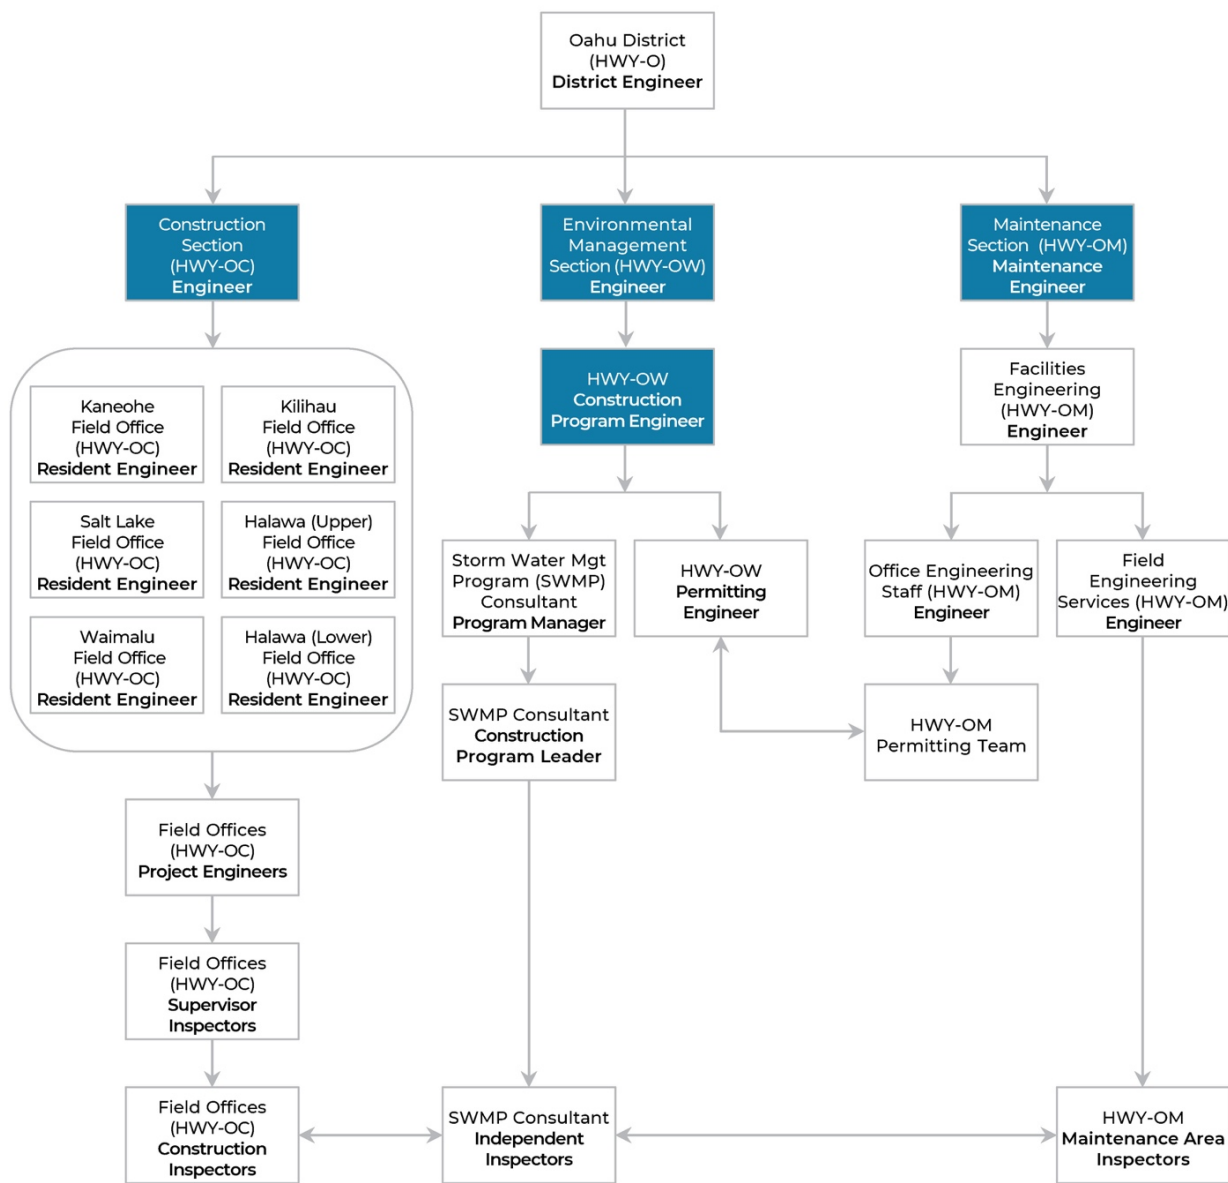 Oahu District
(HWY-O)
District Engineer
Construction
Section
(HWY-OC)
Engineer
Environmental
Management
Section (HWY-OW)
Engineer
Maintenance
Section (HWY-OM)
Maintenance
Engineer
HWY-OW
Construction
Program Engineer
Facilities
Engineering
(HWY-OM)
Engineer
Kaneohe
Field Office
(HWY-OC)
Resident Engineer
Kilihau
Field Office
(HWY-OC)
Resident Engineer
Salt Lake
Field Office
(HWY-OC)
Resident Engineer
Halawa (Upper)
Field Office
(HWY-OC)
Resident Engineer
Waimalu
Field Office
(HWY-OC)
Resident Engineer
Halawa (Lower)
Field Office
(HWY-OC)
Resident Engineer
Storm Water Mgt
Program (SWMP)
Consultant
Program Manager
HWY-OW
Permitting
Engineer
Office Engineering
Staff (HWY-OM)
Engineer
Field
Engineering
Services (HWY-OM)
Engineer
SWMP Consultant
Construction
Program Leader
HWY-OM
Permitting Team
Field Offices
(HWY-OC)
Project Engineers
Field Offices
(HWY-OC)
Supervisor
Inspectors
Field Offices
(HWY-OC)
Construction
Inspectors
SWMP Consultant
Independent
Inspectors
HWY-OM
Maintenance Area
Inspectors